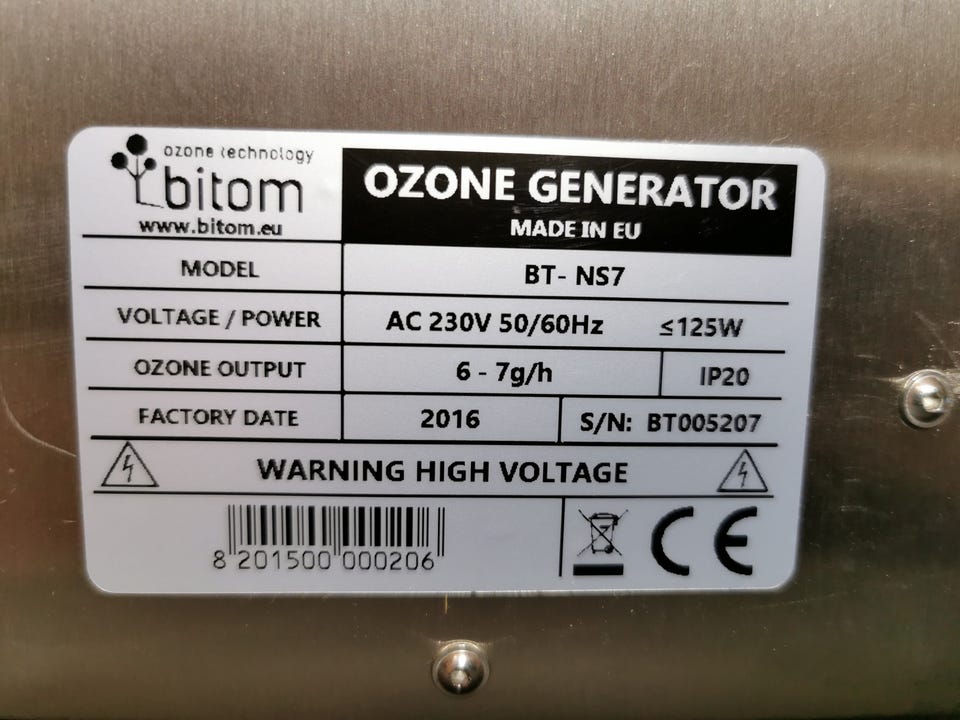 ozone technology
bitom
www.bitom.eu
OZONE GENERATOR
MADE IN EU
MODEL BT- NS7
VOLTAGE / POWER AC 230V 50/60Hz ≤125W
OZONE OUTPUT 6 - 7g/h IP20
FACTORY DATE 2016 S/N: BT005207
WARNING HIGH VOLTAGE
8 201500 000206 CE